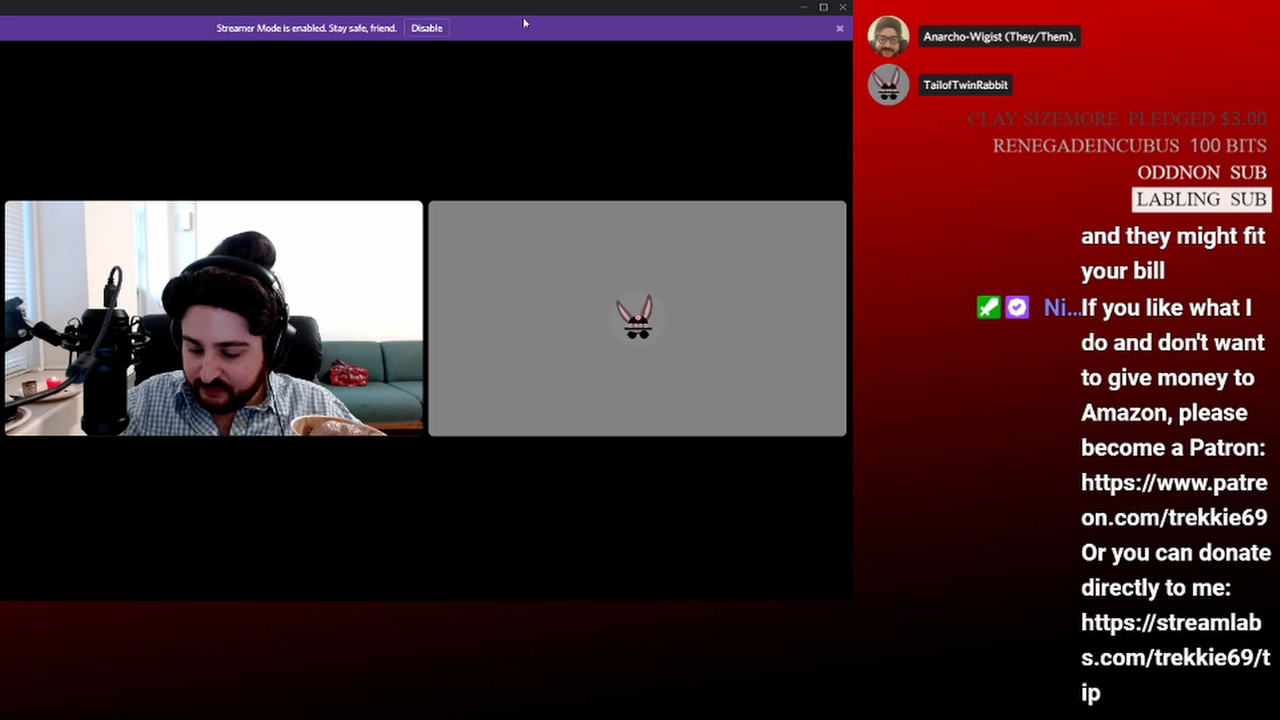 Streamer Mode is enabled. Stay safe, friend.
Disable
Anarcho-Wigist (They/Them).
TailofTwinRabbit
CLAY SIZEMORE PLEDGED $3.00
RENEGADEINCUBUS 100 BITS
ODDNON SUB
LABLING SUB
and they might fit
your bill
Ni...If you like what I
do and don't want
to give money to
Amazon, please
become a Patron:
https://www.patre
on.com/trekkie69
Or you can donate
directly to me:
https://streamlab
s.com/trekkie69/t
ip